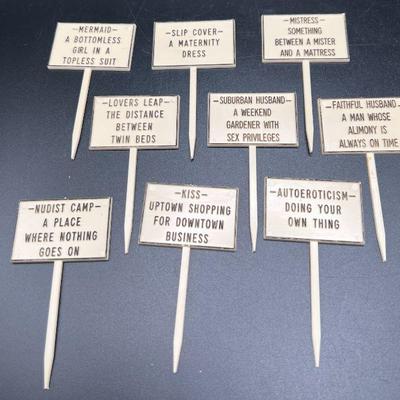 —MERMAID—
A BOTTOMLESS
GIRL IN A
TOPLESS SUIT
—SLIP COVER—
A MATERNITY
DRESS
—MISTRESS—
SOMETHING
BETWEEN A MISTER
AND A MATTRESS
—LOVERS LEAP—
THE DISTANCE
BETWEEN
TWIN BEDS
—SUBURBAN HUSBAND—
A WEEKEND
GARDENER WITH
SEX PRIVILEGES
—FAITHFUL HUSBAND—
A MAN WHOSE
ALIMONY IS
ALWAYS ON TIME
—NUDIST CAMP—
A PLACE
WHERE NOTHING
GOES ON
—KISS—
UPTOWN SHOPPING
FOR DOWNTOWN
BUSINESS
—AUTOEROTICISM—
DOING YOUR
OWN THING